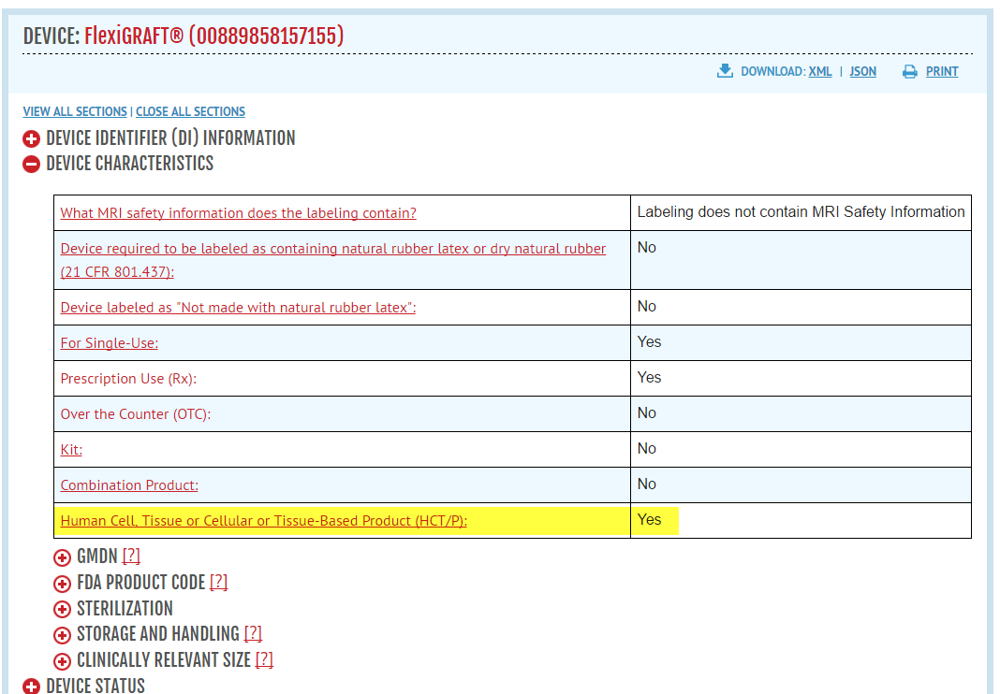 DEVICE: FlexiGRAFT® (00889858157155)
DOWNLOAD: XML | JSON PRINT
VIEW ALL SECTIONS | CLOSE ALL SECTIONS
DEVICE IDENTIFIER (DI) INFORMATION
DEVICE CHARACTERISTICS
What MRI safety information does the labeling contain? Labeling does not contain MRI Safety Information
Device required to be labeled as containing natural rubber latex or dry natural rubber No
(21 CFR 801.437):
Device labeled as "Not made with natural rubber latex": No
For Single-Use: Yes
Prescription Use (Rx): Yes
Over the Counter (OTC): No
Kit: No
Combination Product: No
Human Cell, Tissue or Cellular or Tissue-Based Product (HCT/P): Yes
GMDN [?]
FDA PRODUCT CODE [?]
STERILIZATION
STORAGE AND HANDLING [?]
CLINICALLY RELEVANT SIZE [?]
DEVICE STATUS